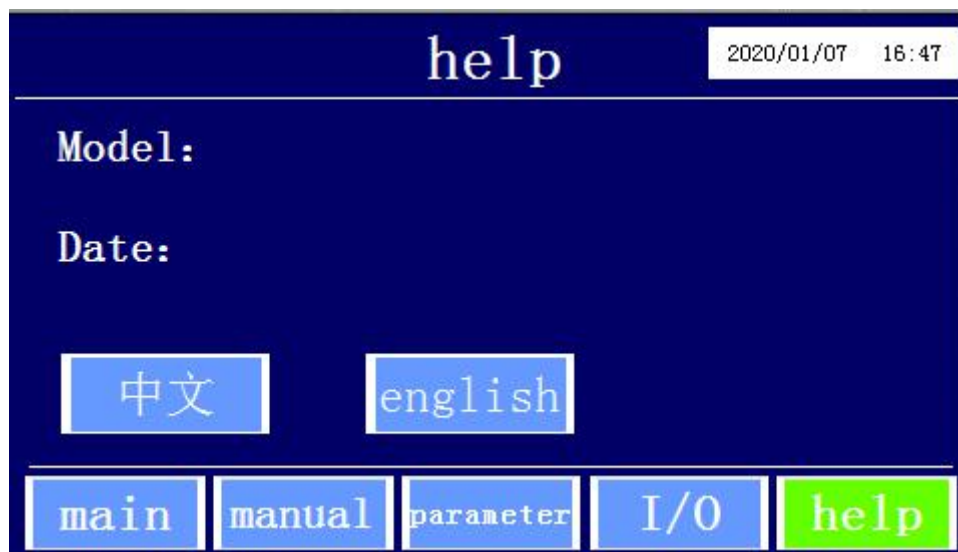 help 2020/01/07 16:47
Model：
Date：
中文 english
main manual parameter I/O help